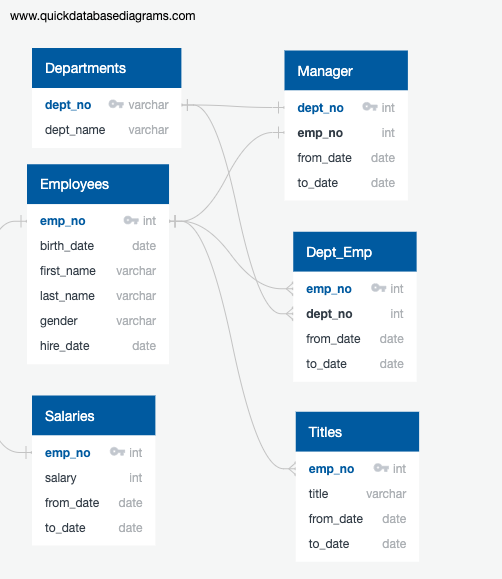 www.quickdatabasediagrams.com
Departments
dept_no varchar
dept_name varchar
Manager
dept_no int
emp_no int
from_date date
to_date date
Employees
emp_no int
birth_date date
first_name varchar
last_name varchar
gender varchar
hire_date date
Dept_Emp
emp_no int
dept_no int
from_date date
to_date date
Salaries
emp_no int
salary int
from_date date
to_date date
Titles
emp_no int
title varchar
from_date date
to_date date